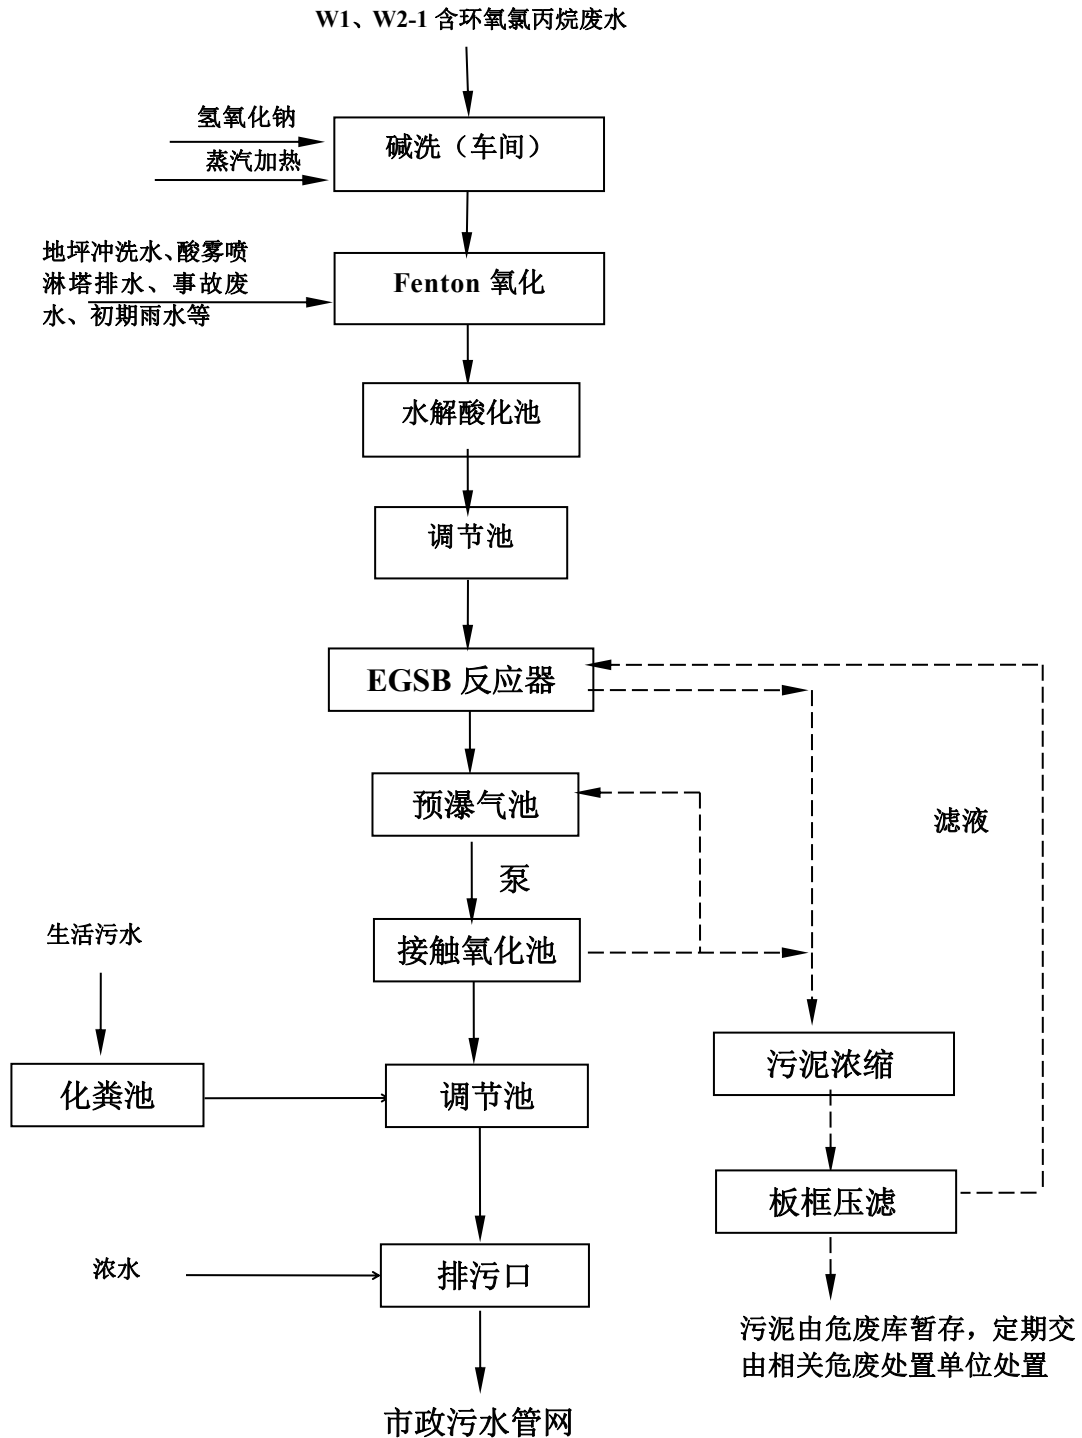 W1、W2-1 含环氧氯丙烷废水
氢氧化钠
碱洗（车间）
蒸汽加热
地坪冲洗水、酸雾喷
淋塔排水、事故废
水、初期雨水等
Fenton 氧化
水解酸化池
调节池
EGSB 反应器
预瀑气池
滤液
泵
生活污水
接触氧化池
污泥浓缩
化粪池
调节池
板框压滤
浓水
排污口
污泥由危废库暂存，定期交
由相关危废处置单位处置
市政污水管网